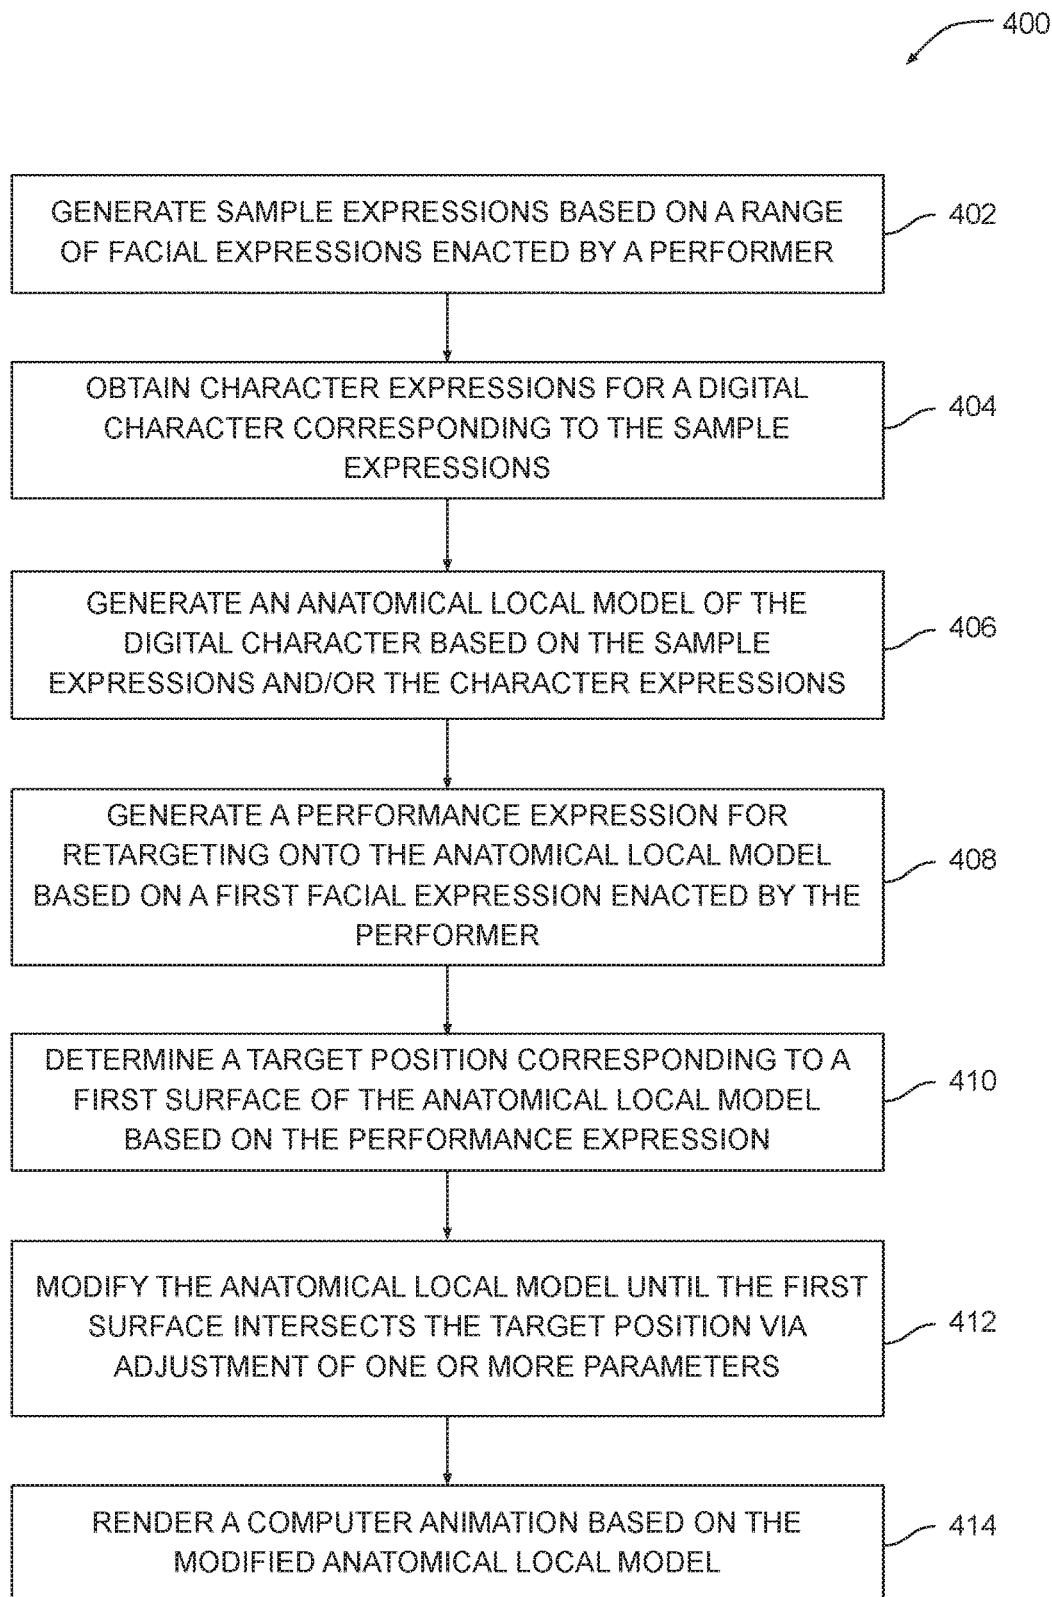 400
GENERATE SAMPLE EXPRESSIONS BASED ON A RANGE
OF FACIAL EXPRESSIONS ENACTED BY A PERFORMER
402
OBTAIN CHARACTER EXPRESSIONS FOR A DIGITAL
CHARACTER CORRESPONDING TO THE SAMPLE
EXPRESSIONS
404
GENERATE AN ANATOMICAL LOCAL MODEL OF THE
DIGITAL CHARACTER BASED ON THE SAMPLE
EXPRESSIONS AND/OR THE CHARACTER EXPRESSIONS
406
GENERATE A PERFORMANCE EXPRESSION FOR
RETARGETING ONTO THE ANATOMICAL LOCAL MODEL
BASED ON A FIRST FACIAL EXPRESSION ENACTED BY THE
PERFORMER
408
DETERMINE A TARGET POSITION CORRESPONDING TO A
FIRST SURFACE OF THE ANATOMICAL LOCAL MODEL
BASED ON THE PERFORMANCE EXPRESSION
410
MODIFY THE ANATOMICAL LOCAL MODEL UNTIL THE FIRST
SURFACE INTERSECTS THE TARGET POSITION VIA
ADJUSTMENT OF ONE OR MORE PARAMETERS
412
RENDER A COMPUTER ANIMATION BASED ON THE
MODIFIED ANATOMICAL LOCAL MODEL
414